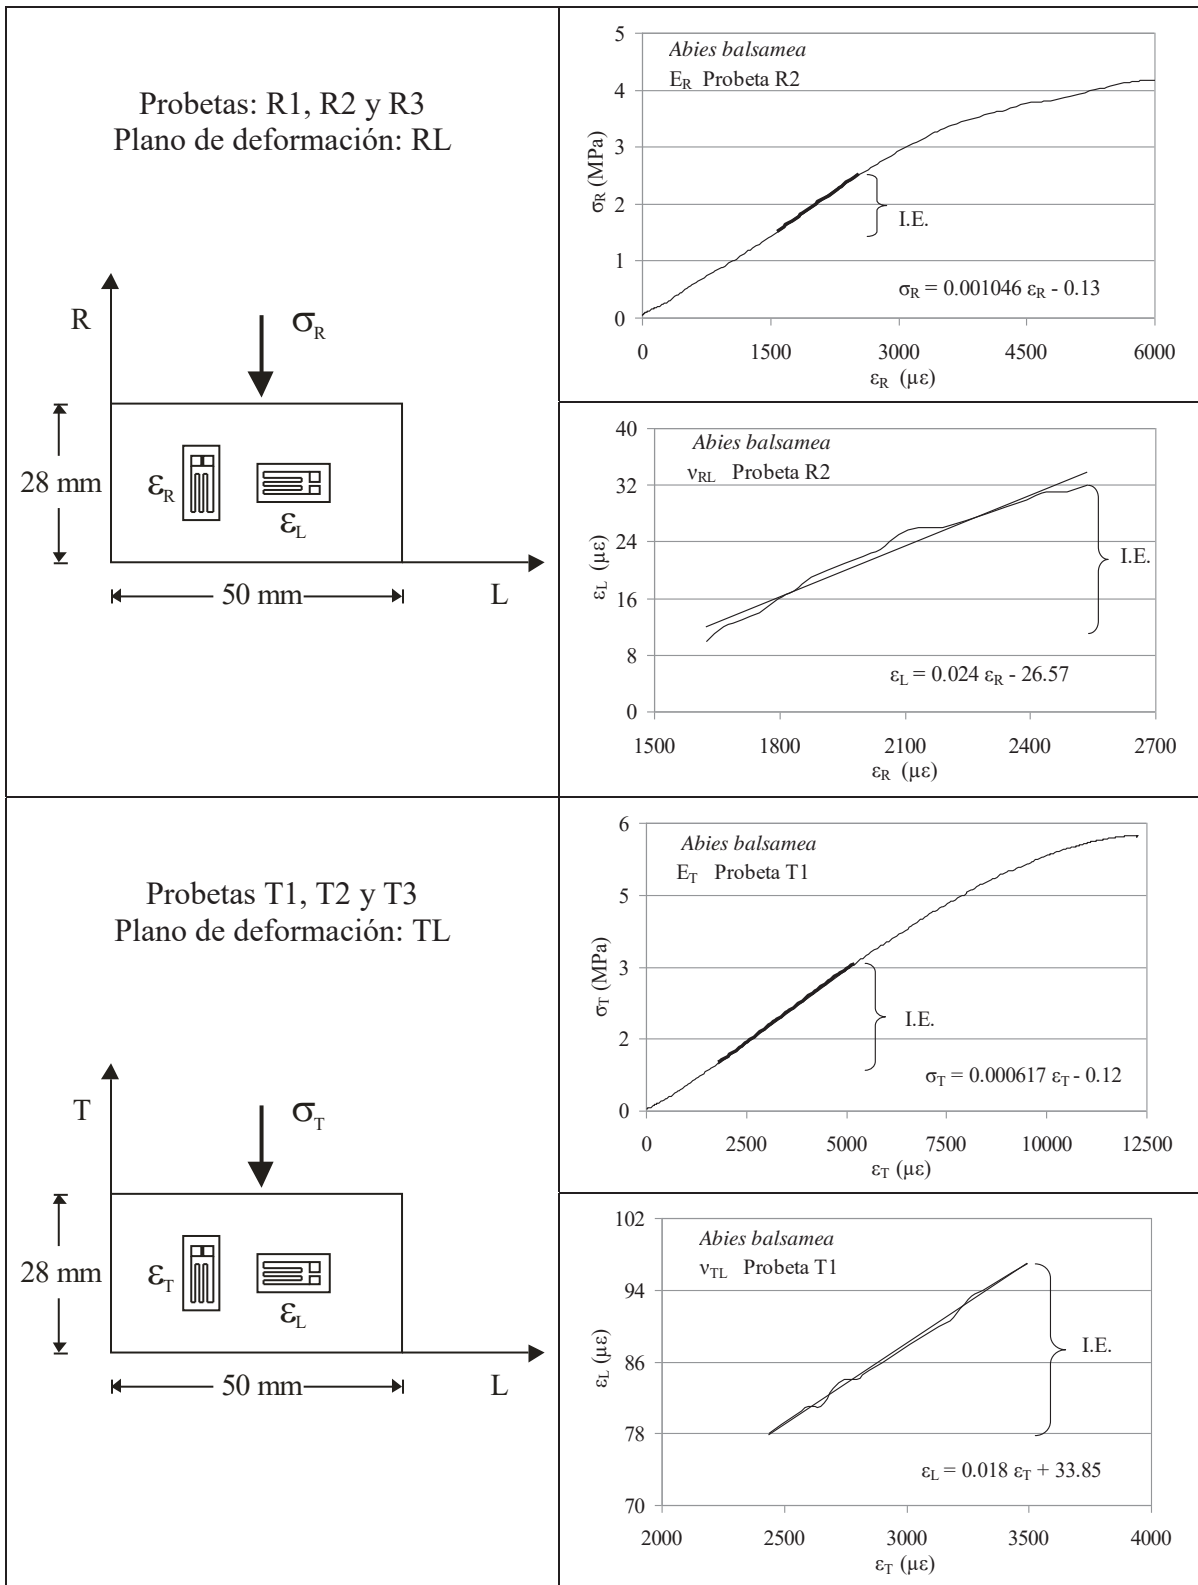 Probetas: R1, R2 y R3
Plano de deformación: RL
R
σR
28 mm
εR
εL
50 mm
L
5
4
3
2
1
0
σR (MPa)
Abies balsamea
ER Probeta R2
I.E.
σR = 0.001046 εR - 0.13
0 1500 3000 4500 6000
εR (µε)
40
32
24
16
8
0
εL (µε)
Abies balsamea
νRL Probeta R2
I.E.
εL = 0.024 εR - 26.57
1500 1800 2100 2400 2700
εR (µε)
Probetas T1, T2 y T3
Plano de deformación: TL
T
σT
28 mm
εT
εL
50 mm
L
6
5
3
2
0
σT (MPa)
Abies balsamea
ET Probeta T1
I.E.
σT = 0.000617 εT - 0.12
0 2500 5000 7500 10000 12500
εT (µε)
102
94
86
78
70
εL (µε)
Abies balsamea
νTL Probeta T1
I.E.
εL = 0.018 εT + 33.85
2000 2500 3000 3500 4000
εT (µε)